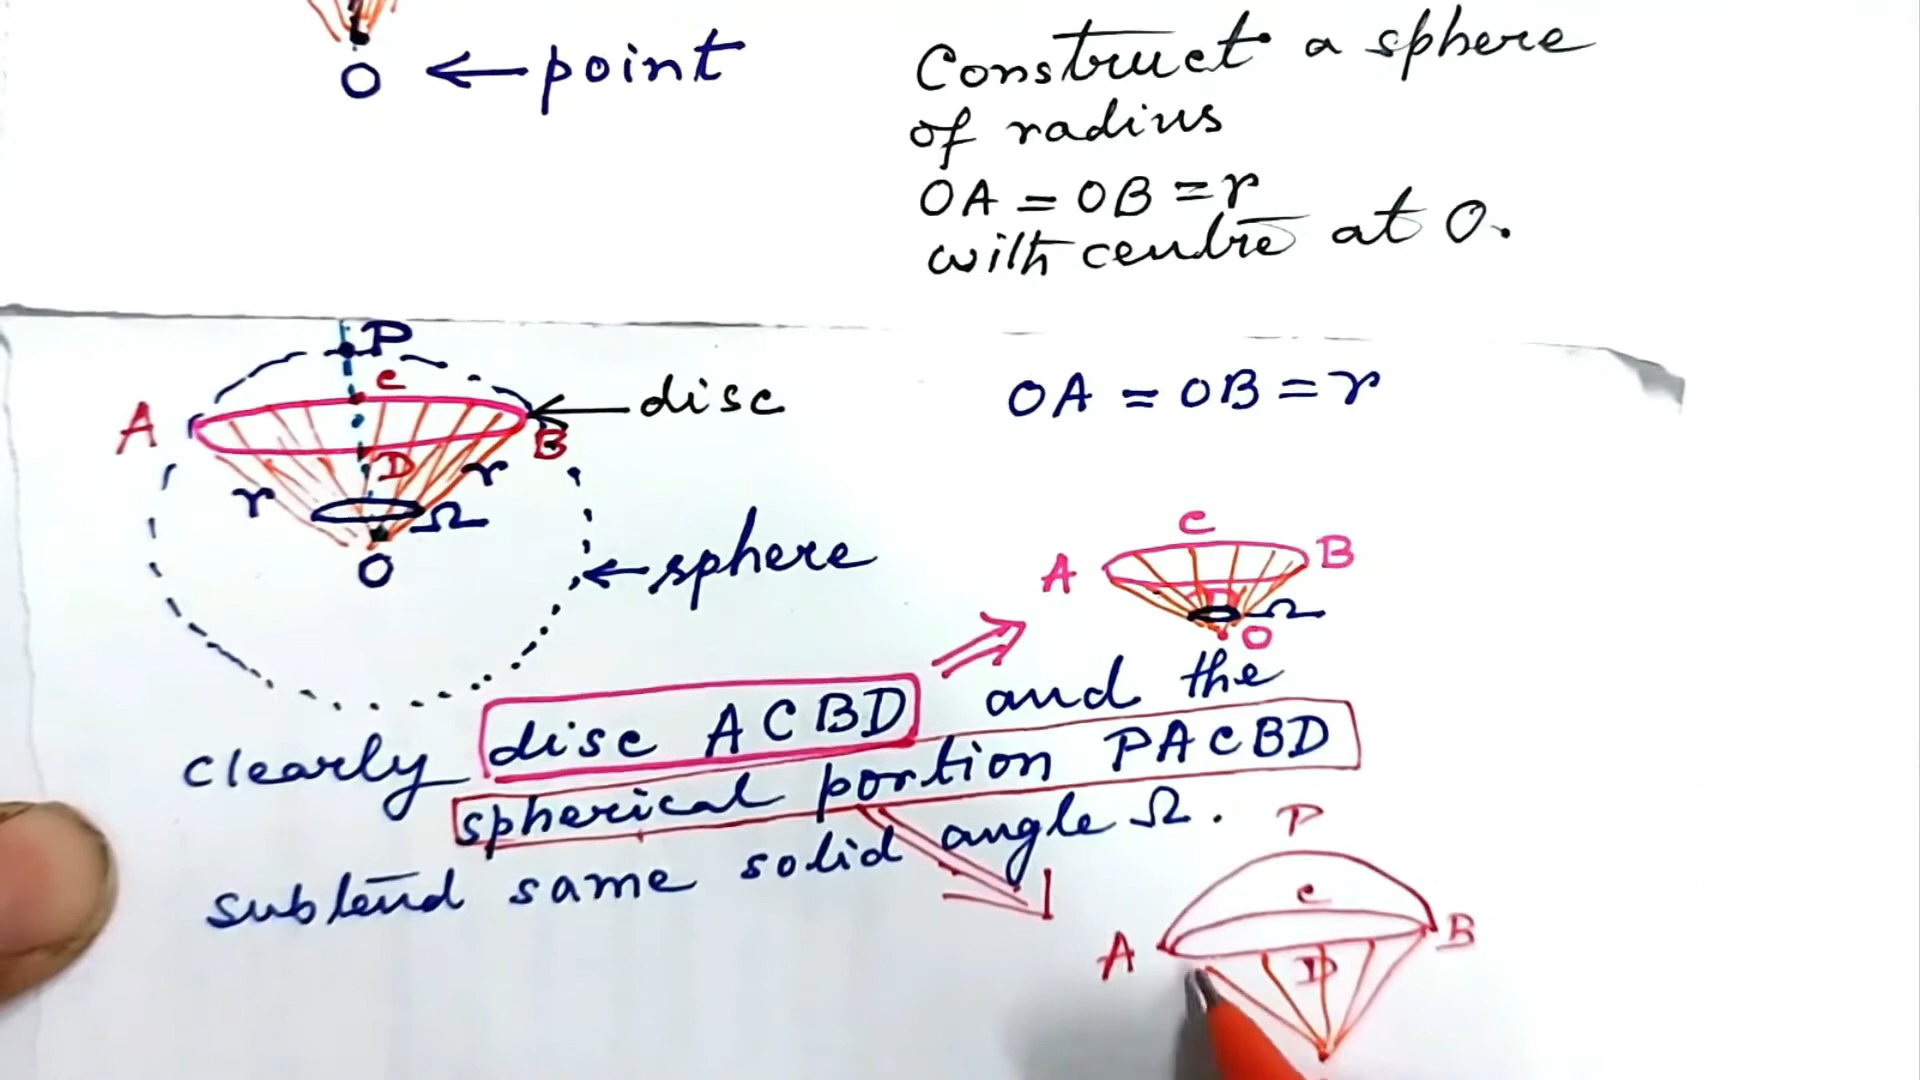 O ← point
Construct a sphere
of radius
OA = OB = r
with centre at O.
P
C
A
← disc
B
D
r
r
Ω
O
← sphere
OA = OB = r
C
A
B
D
Ω
O
clearly disc ACBD and the
spherical portion PACBD
subtend same solid angle Ω.
P
C
A
B
D